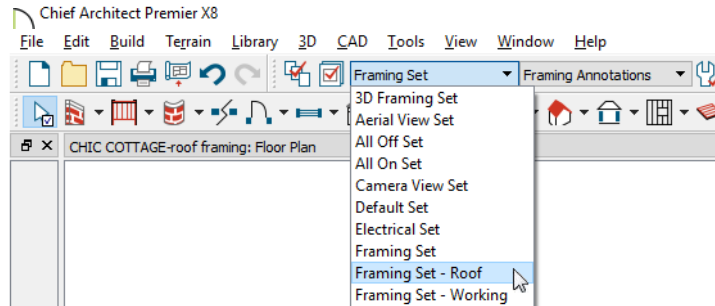 Chief Architect Premier X8
File Edit Build Terrain Library 3D CAD Tools View Window Help
Framing Set Framing Annotations
CHIC COTTAGE-roof framing: Floor Plan
3D Framing Set
Aerial View Set
All Off Set
All On Set
Camera View Set
Default Set
Electrical Set
Framing Set
Framing Set - Roof
Framing Set - Working